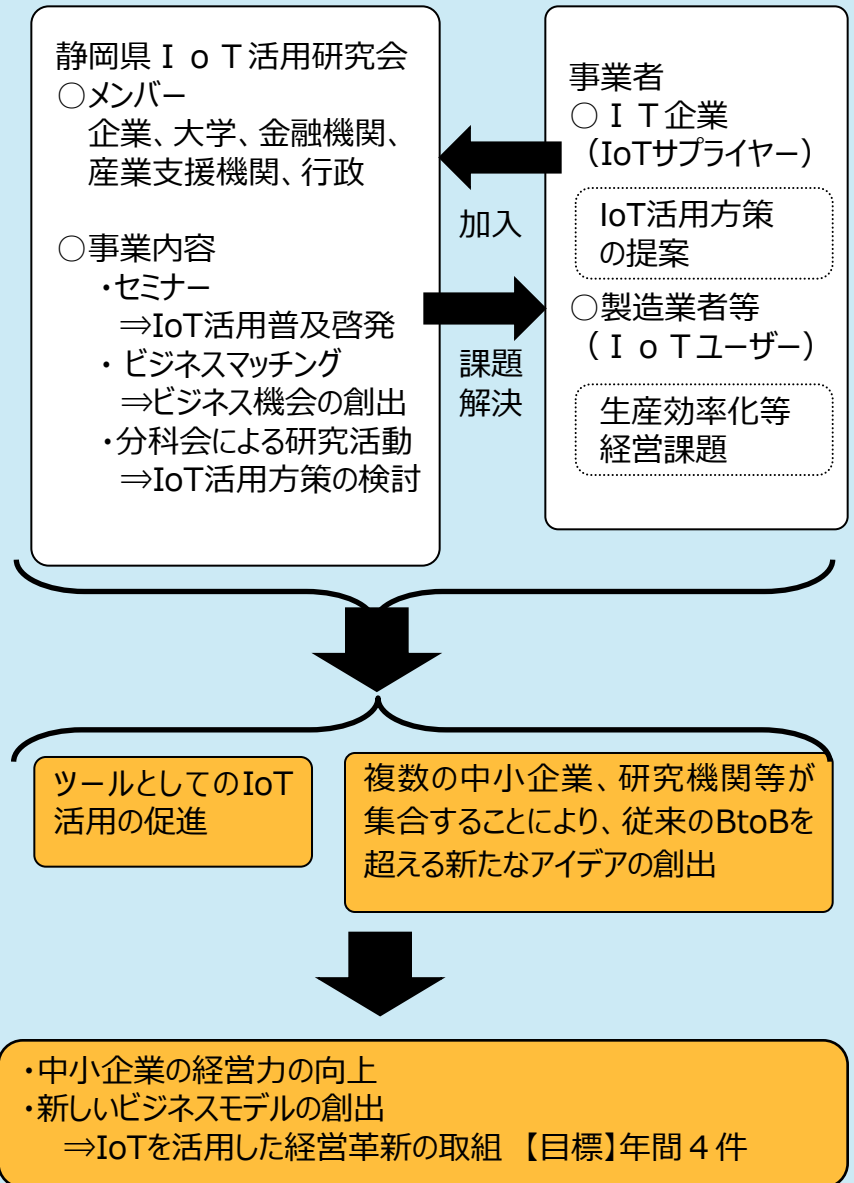 静岡県ＩｏＴ活用研究会
○メンバー
企業、大学、金融機関、
産業支援機関、行政
○事業内容
・セミナー
⇒IoT活用普及啓発
・ビジネスマッチング
⇒ビジネス機会の創出
・分科会による研究活動
⇒IoT活用方策の検討
加入
課題
解決
事業者
○ＩＴ企業
（IoTサプライヤー）
IoT活用方策
の提案
○製造業者等
（ＩｏＴユーザー）
生産効率化等
経営課題
ツールとしてのIoT
活用の促進
複数の中小企業、研究機関等が
集合することにより、従来のBtoBを
超える新たなアイデアの創出
・中小企業の経営力の向上
・新しいビジネスモデルの創出
⇒IoTを活用した経営革新の取組 【目標】年間４件